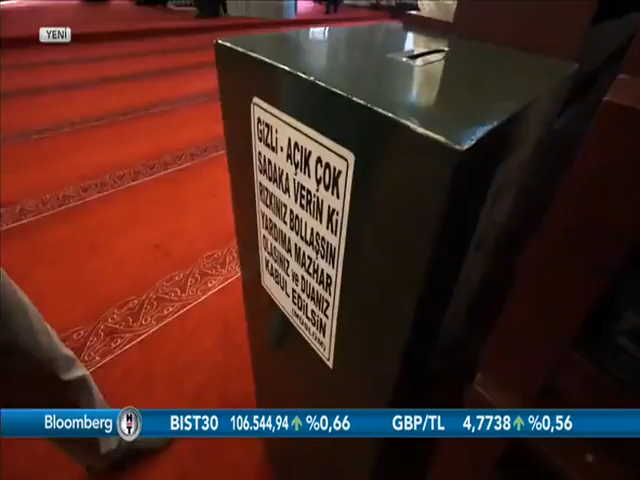 YENİ
GİZLİ - AÇIK ÇOK
SADAKA VERİN Kİ
RIZKINIZ BOLLAŞSIN
YARDIMA MAZHAR
OLASINIZ ve DUANIZ
KABUL EDİLSİN
Bloomberg HT BIST30 106.544,94 %0,66 GBP/TL 4,7738 %0,56